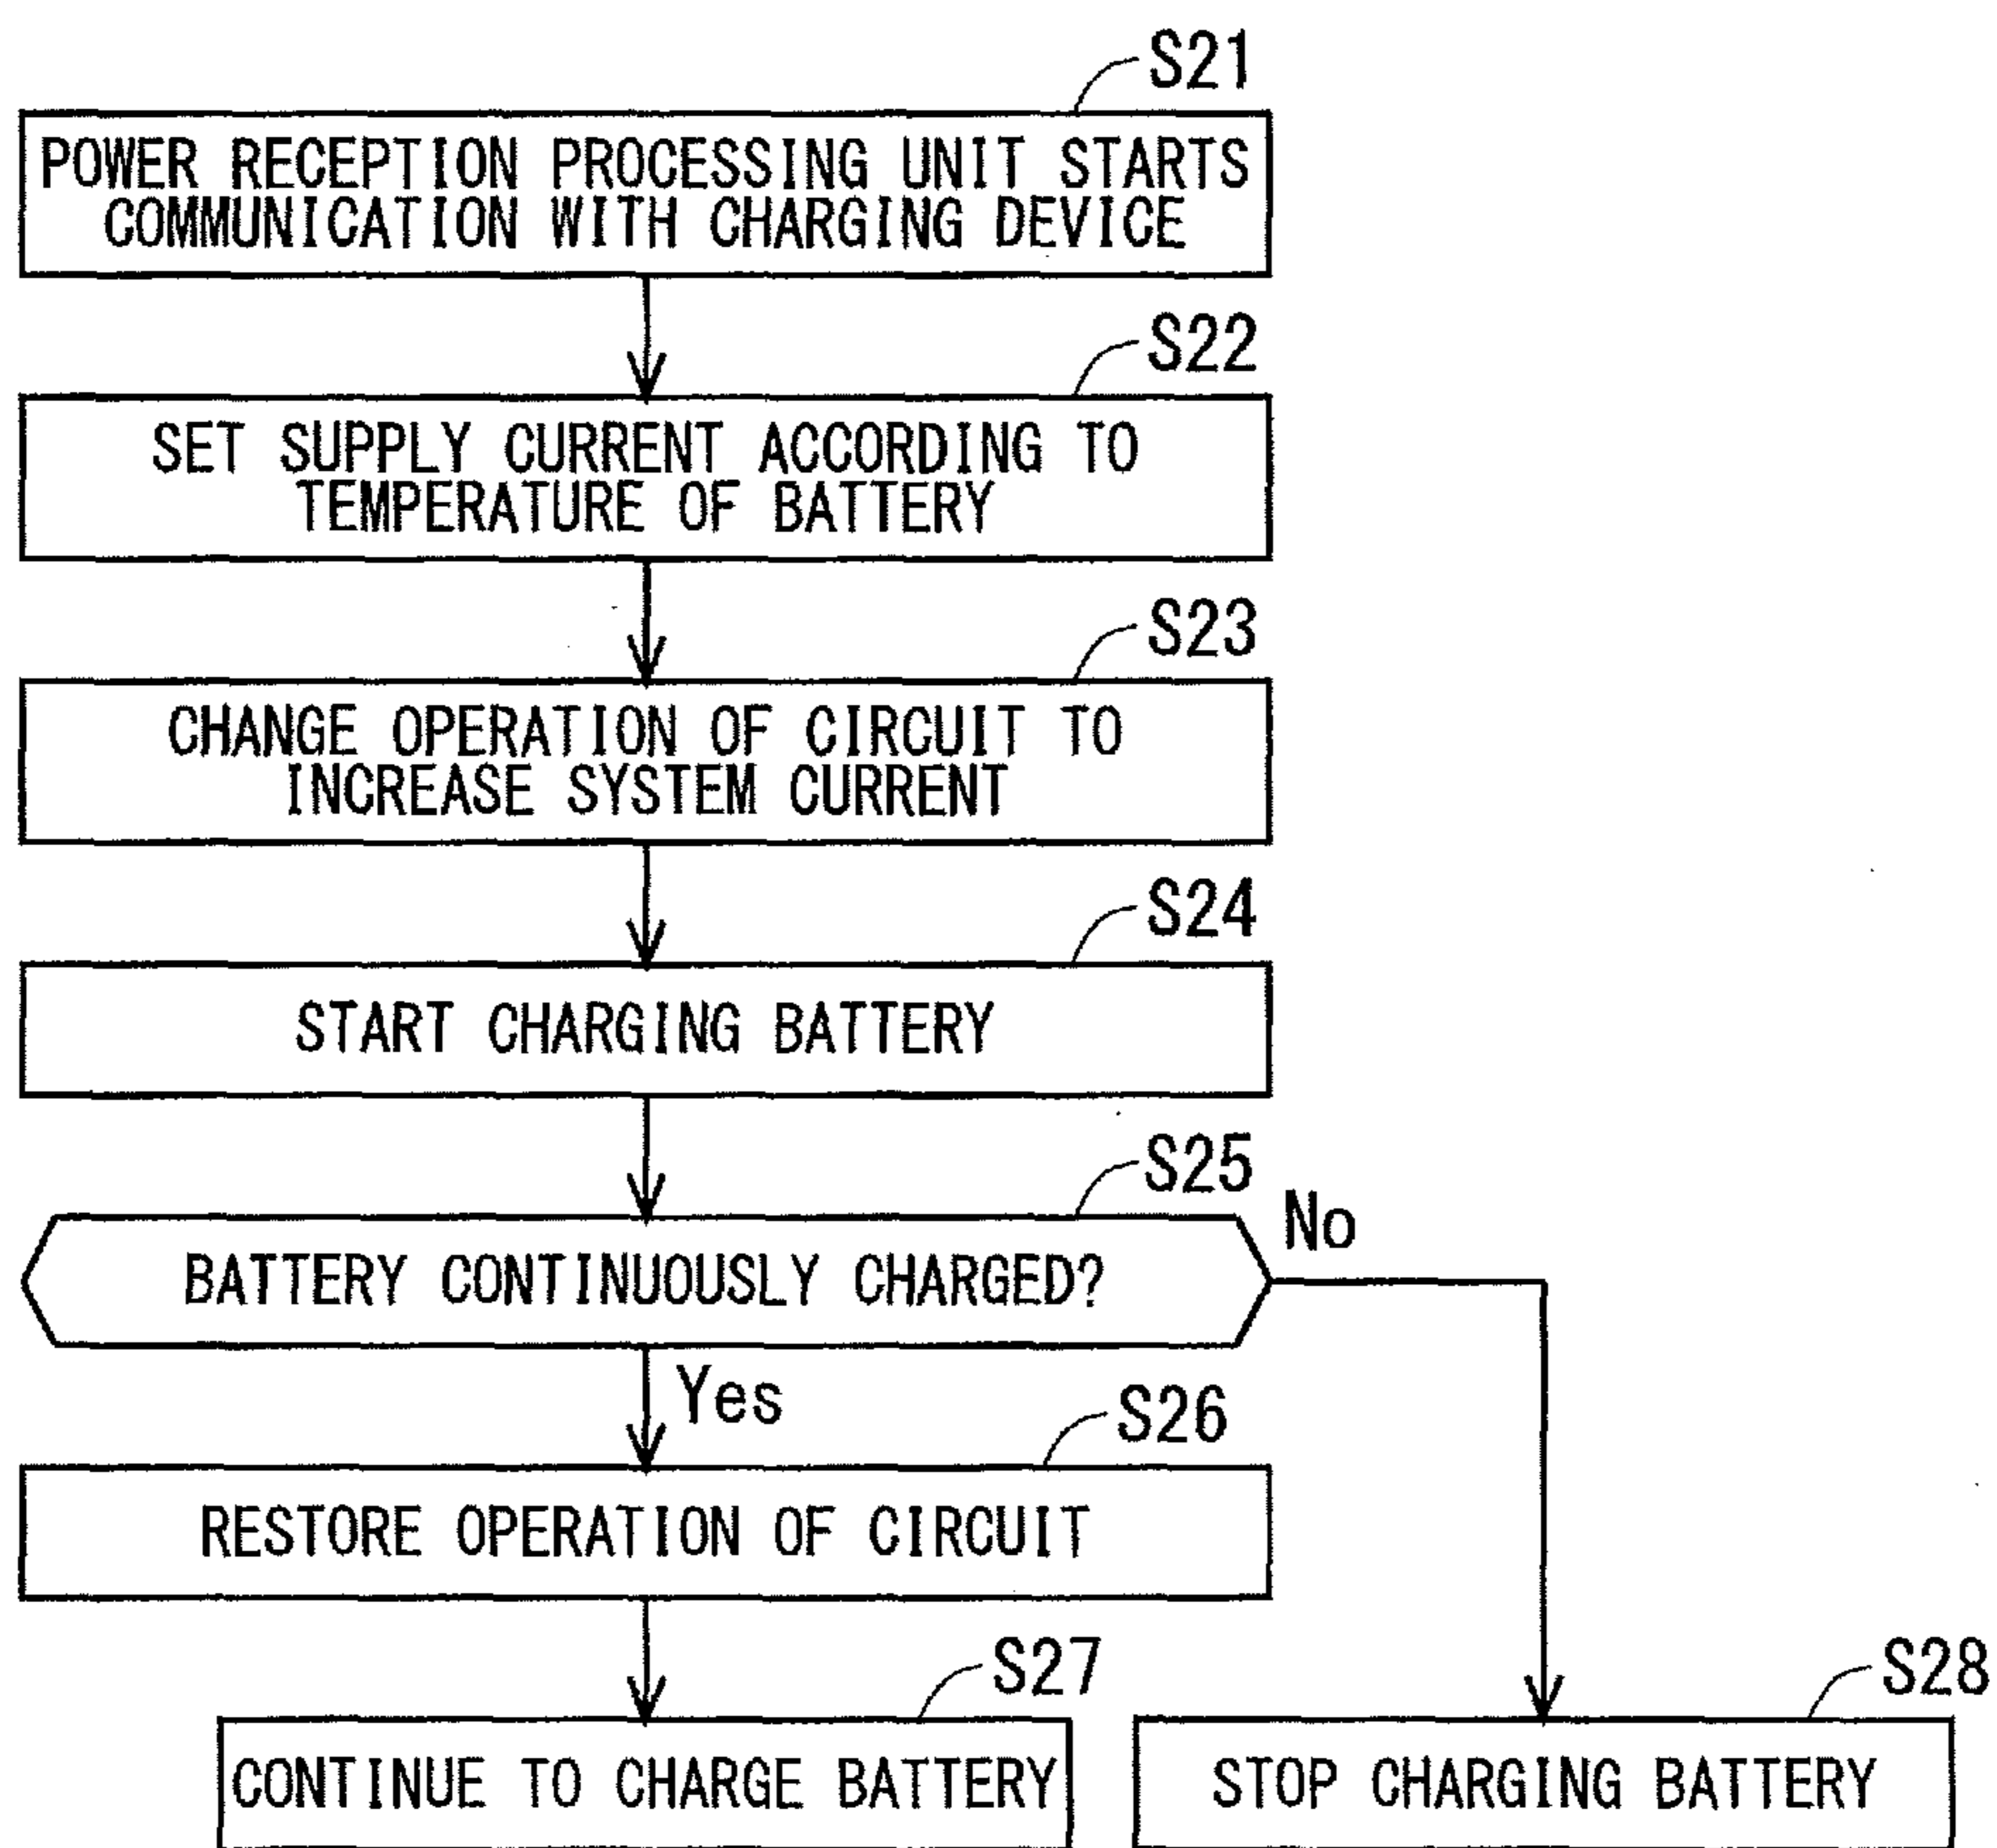 S21
POWER RECEPTION PROCESSING UNIT STARTS
COMMUNICATION WITH CHARGING DEVICE
S22
SET SUPPLY CURRENT ACCORDING TO
TEMPERATURE OF BATTERY
S23
CHANGE OPERATION OF CIRCUIT TO
INCREASE SYSTEM CURRENT
S24
START CHARGING BATTERY
S25
BATTERY CONTINUOUSLY CHARGED?
No
Yes
S26
RESTORE OPERATION OF CIRCUIT
S27
CONTINUE TO CHARGE BATTERY
S28
STOP CHARGING BATTERY